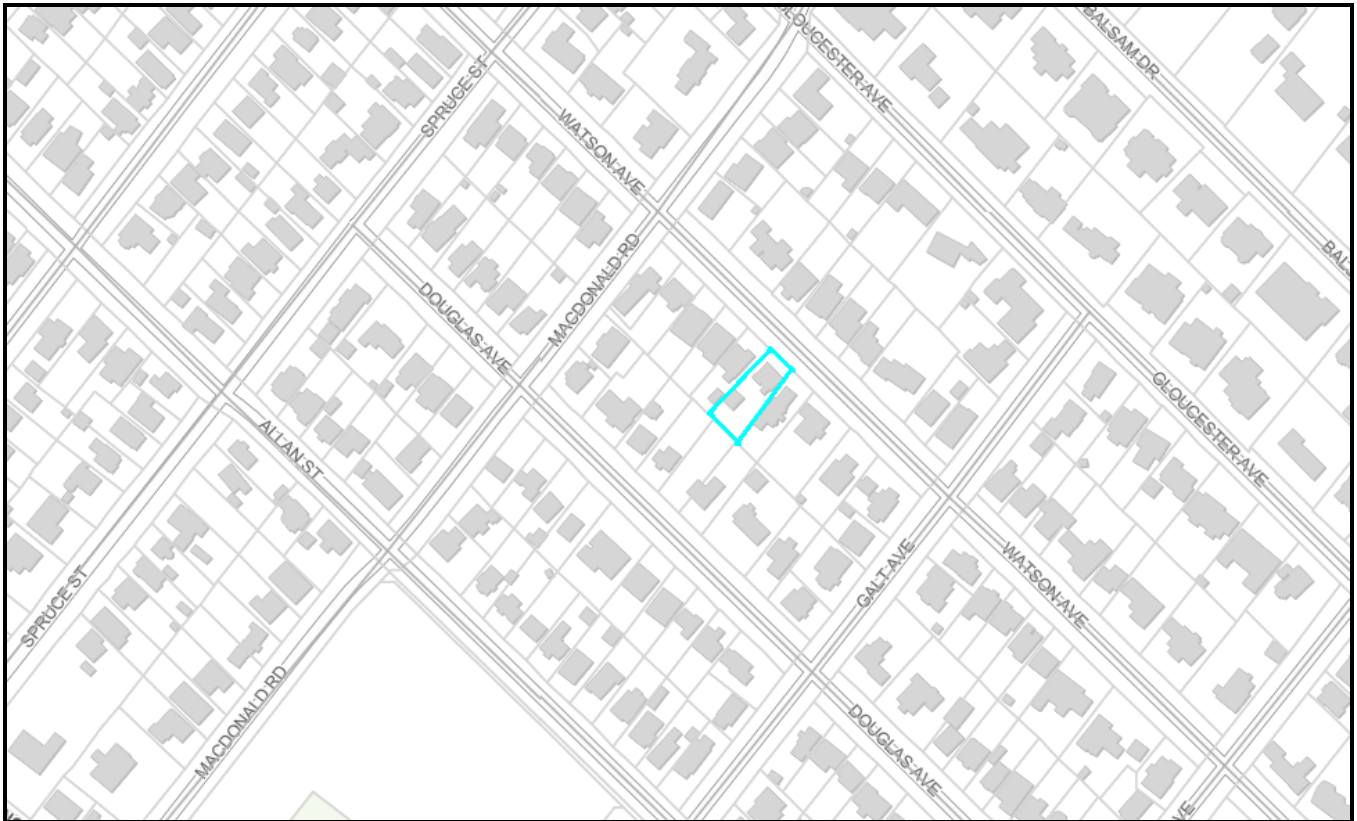 GLOUCESTER AVE
BALSAM DR
SPRUCE ST
WATSON AVE
MACDONALD RD
DOUGLAS AVE
GLOUCESTER AVE
ALLAN ST
GALT AVE
WATSON AVE
SPRUCE ST
MACDONALD RD
DOUGLAS AVE